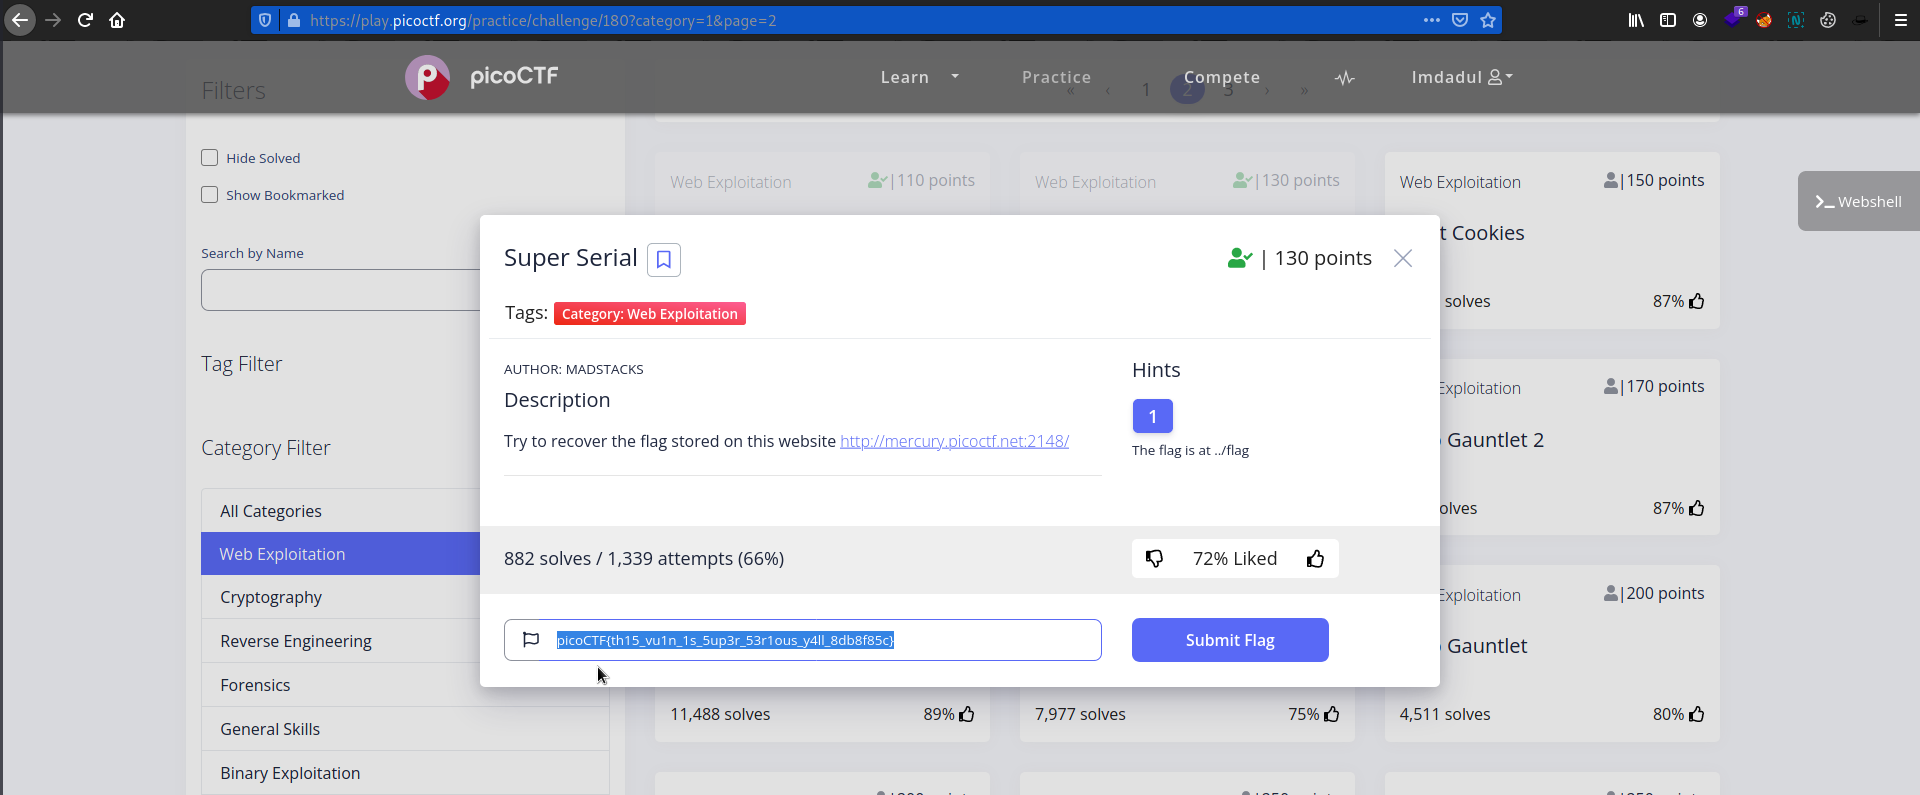 https://play.picoctf.org/practice/challenge/180?category=1&page=2
6
picoCTF
Learn
Practice
Compete
Imdadul
Filters
« ‹ 1 2 3 › »
Hide Solved
Show Bookmarked
Search by Name
Tag Filter
Category Filter
All Categories
Web Exploitation
Cryptography
Reverse Engineering
Forensics
General Skills
Binary Exploitation
Web Exploitation |110 points
Web Exploitation |130 points
Web Exploitation |150 points
t Cookies
solves 87%
Exploitation |170 points
Gauntlet 2
olves 87%
Exploitation |200 points
Gauntlet
11,488 solves 89%
7,977 solves 75%
4,511 solves 80%
Webshell
Super Serial
| 130 points
Tags: Category: Web Exploitation
AUTHOR: MADSTACKS
Description
Try to recover the flag stored on this website http://mercury.picoctf.net:2148/
Hints
1
The flag is at ../flag
882 solves / 1,339 attempts (66%)
72% Liked
picoCTF{th15_vu1n_1s_5up3r_53r1ous_y4ll_8db8f85c}
Submit Flag